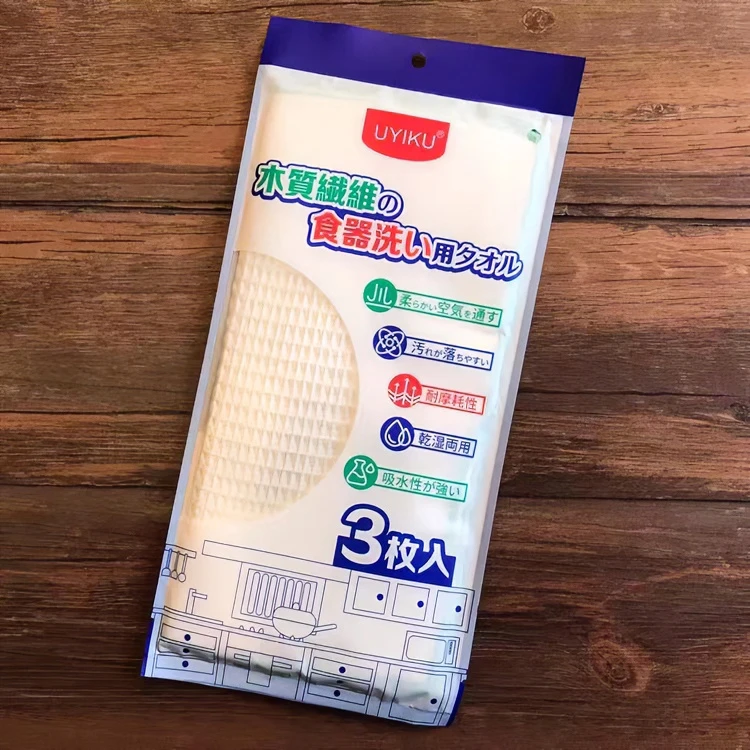 UYIKU®
木質繊維の
食器洗い用タオル
柔らかい空気を通す
汚れが落ちやすい
耐摩耗性
乾湿両用
吸水性が強い
3枚入